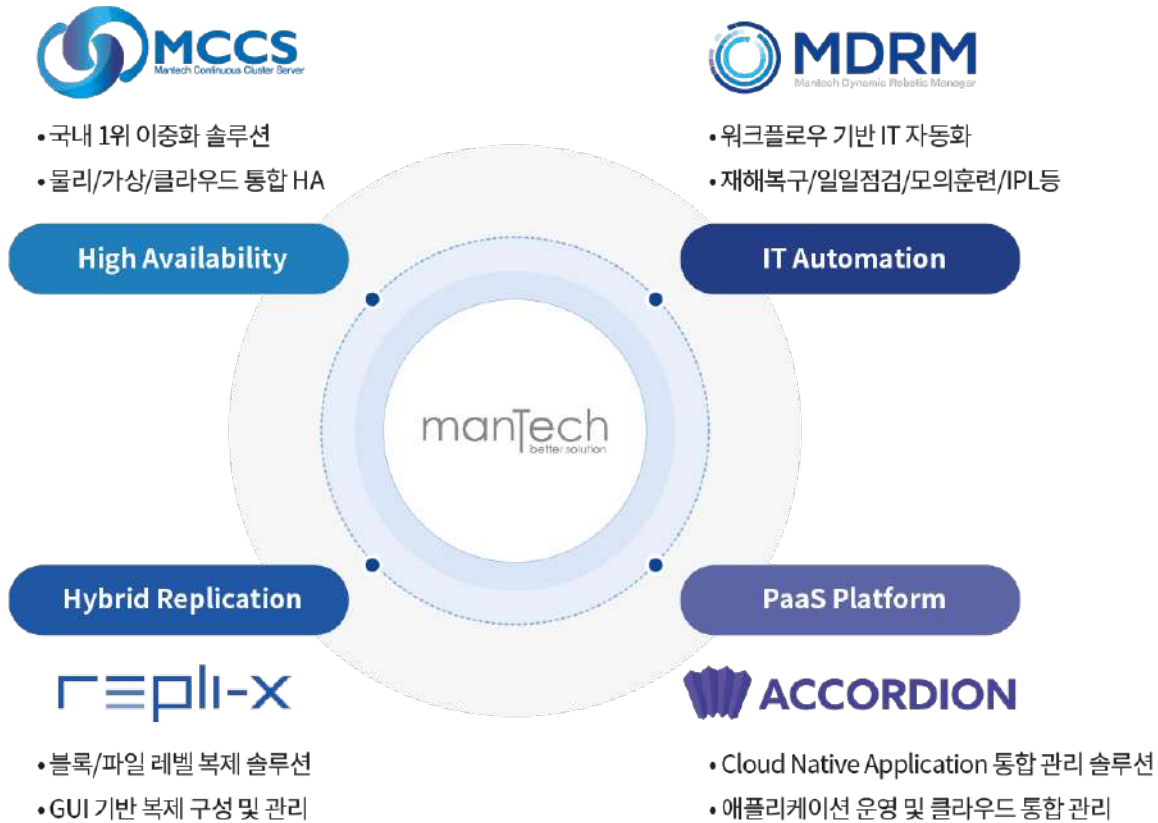 MCCS
Mantech Continuous Cluster Server
• 국내 1위 이중화 솔루션
• 물리/가상/클라우드 통합 HA
High Availability
MDRM
Mantech Dynamic Robotic Manager
• 워크플로우 기반 IT 자동화
• 재해복구/일일점검/모의훈련/IPL등
IT Automation
manTech
better solution
Hybrid Replication
repli-x
• 블록/파일 레벨 복제 솔루션
• GUI 기반 복제 구성 및 관리
PaaS Platform
ACCORDION
• Cloud Native Application 통합 관리 솔루션
• 애플리케이션 운영 및 클라우드 통합 관리